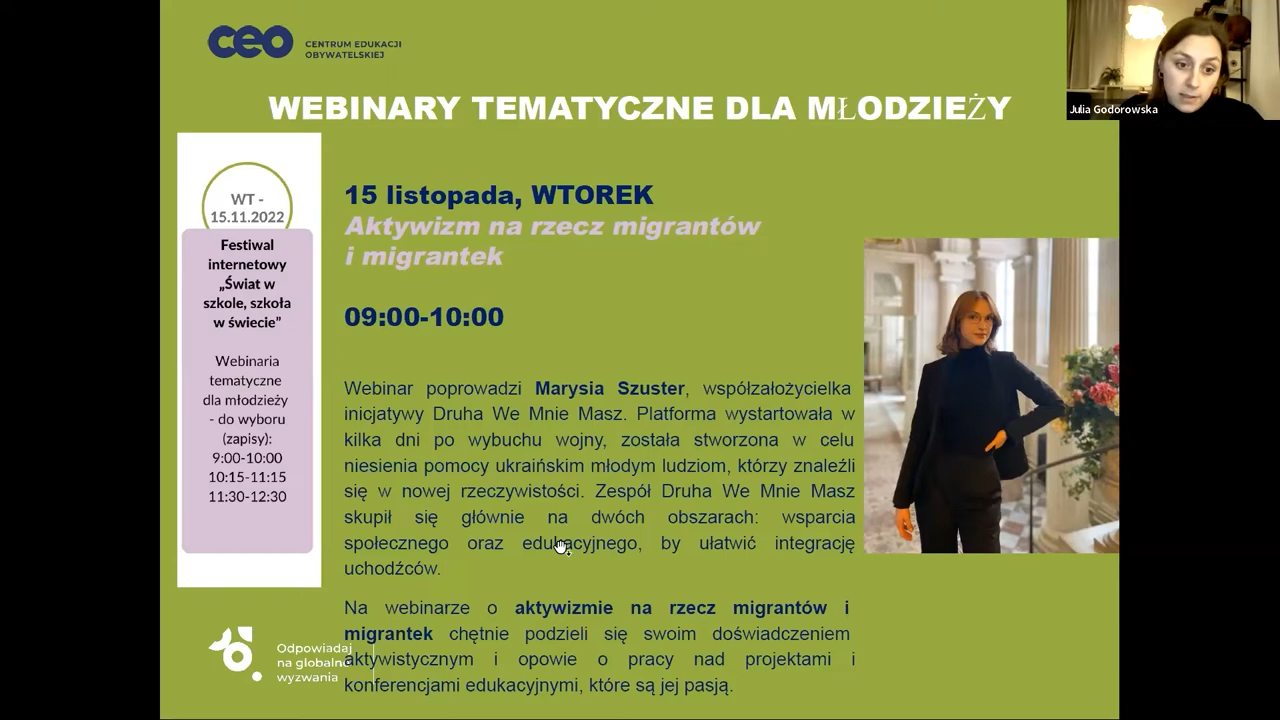 ceo
CENTRUM EDUKACJI
OBYWATELSKIEJ
Julia Godorowska
WEBINARY TEMATYCZNE DLA MŁODZIEŻY
WT -
15.11.2022
Festiwal
internetowy
„Świat w
szkole, szkoła
w świecie”
Webinaria
tematyczne
dla młodzieży
- do wyboru
(zapisy):
9:00-10:00
10:15-11:15
11:30-12:30
15 listopada, WTOREK
Aktywizm na rzecz migrantów
i migrantek
09:00-10:00
Webinar poprowadzi Marysia Szuster, współzałożycielka
inicjatywy Druha We Mnie Masz. Platforma wystartowała w
kilka dni po wybuchu wojny, została stworzona w celu
niesienia pomocy ukraińskim młodym ludziom, którzy znaleźli
się w nowej rzeczywistości. Zespół Druha We Mnie Masz
skupił się głównie na dwóch obszarach: wsparcia
społecznego oraz edukacyjnego, by ułatwić integrację
uchodźców.
Na webinarze o aktywizmie na rzecz migrantów i
migrantek chętnie podzieli się swoim doświadczeniem
aktywistycznym i opowie o pracy nad projektami i
konferencjami edukacyjnymi, które są jej pasją.
Odpowiadaj
na globalne
wyzwania